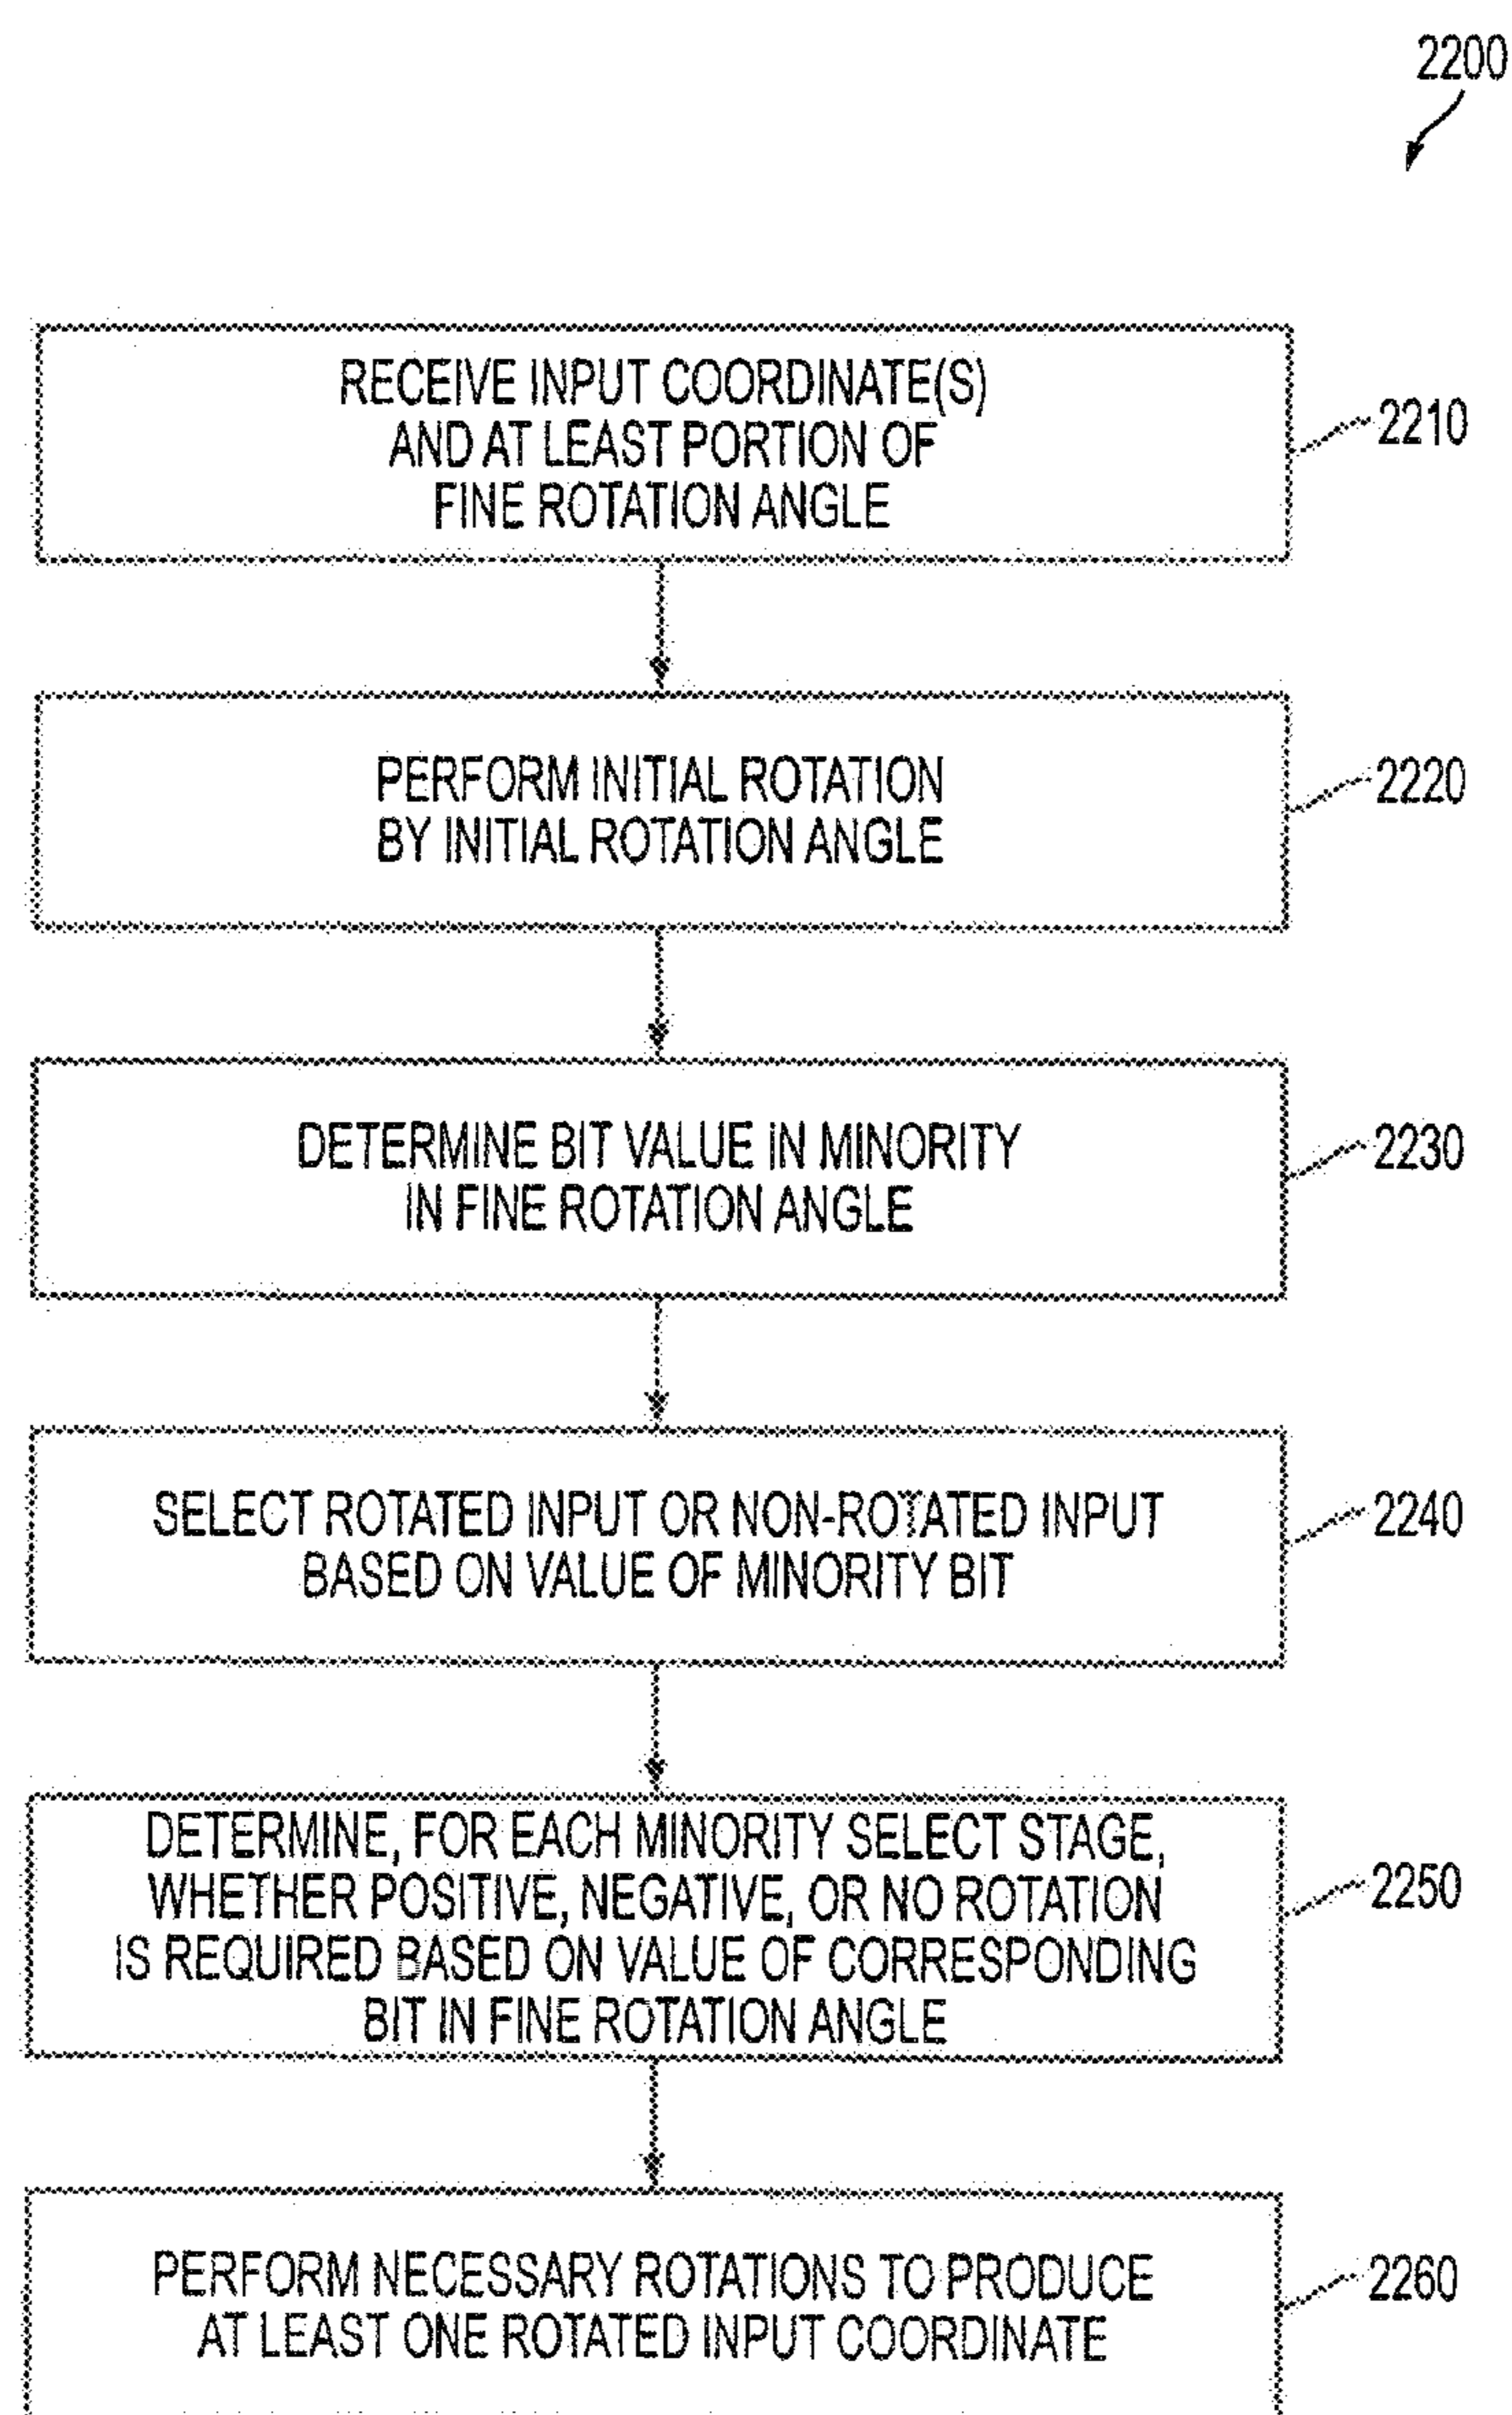 2200
RECEIVE INPUT COORDINATE(S)
AND AT LEAST PORTION OF
FINE ROTATION ANGLE
2210
PERFORM INITIAL ROTATION
BY INITIAL ROTATION ANGLE
2220
DETERMINE BIT VALUE IN MINORITY
IN FINE ROTATION ANGLE
2230
SELECT ROTATED INPUT OR NON-ROTATED INPUT
BASED ON VALUE OF MINORITY BIT
2240
DETERMINE, FOR EACH MINORITY SELECT STAGE,
WHETHER POSITIVE, NEGATIVE, OR NO ROTATION
IS REQUIRED BASED ON VALUE OF CORRESPONDING
BIT IN FINE ROTATION ANGLE
2250
PERFORM NECESSARY ROTATIONS TO PRODUCE
AT LEAST ONE ROTATED INPUT COORDINATE
2260